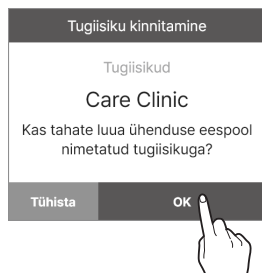 Tugiisiku kinnitamine
Tugiisikud
Care Clinic
Kas tahate luua ühenduse eespool
nimetatud tugiisikuga?
Tühista
OK